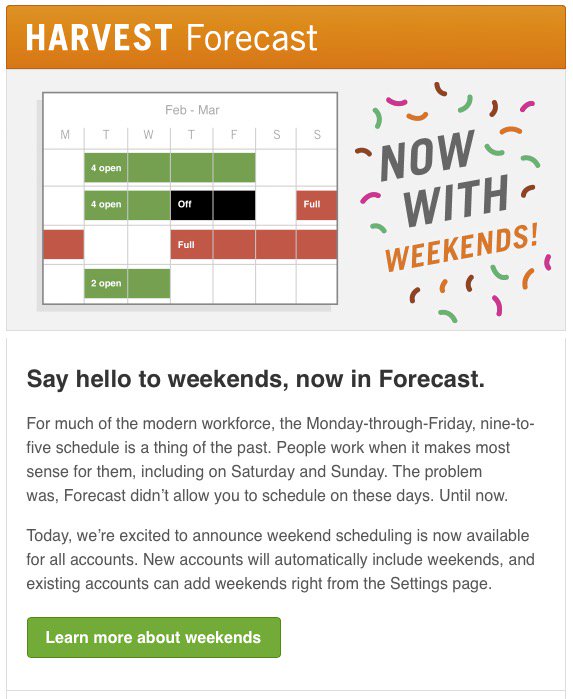 HARVEST Forecast
Feb - Mar
M T W T F S S
4 open
4 open Off Full
Full
2 open
NOW
WITH
WEEKENDS!
Say hello to weekends, now in Forecast.
For much of the modern workforce, the Monday-through-Friday, nine-to-
five schedule is a thing of the past. People work when it makes most
sense for them, including on Saturday and Sunday. The problem
was, Forecast didn’t allow you to schedule on these days. Until now.
Today, we’re excited to announce weekend scheduling is now available
for all accounts. New accounts will automatically include weekends, and
existing accounts can add weekends right from the Settings page.
Learn more about weekends